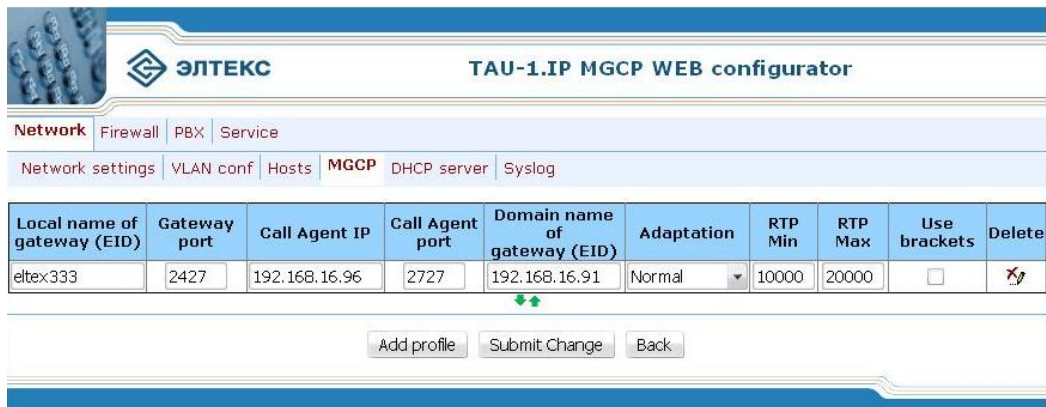 ЭЛТЕКС TAU-1.IP MGCP WEB configurator
Network Firewall PBX Service
Network settings VLAN conf Hosts MGCP DHCP server Syslog
Local name of gateway (EID) Gateway port Call Agent IP Call Agent port Domain name of gateway (EID) Adaptation RTP Min RTP Max Use brackets Delete
eltex333 2427 192.168.16.96 2727 192.168.16.91 Normal 10000 20000
Add profile Submit Change Back